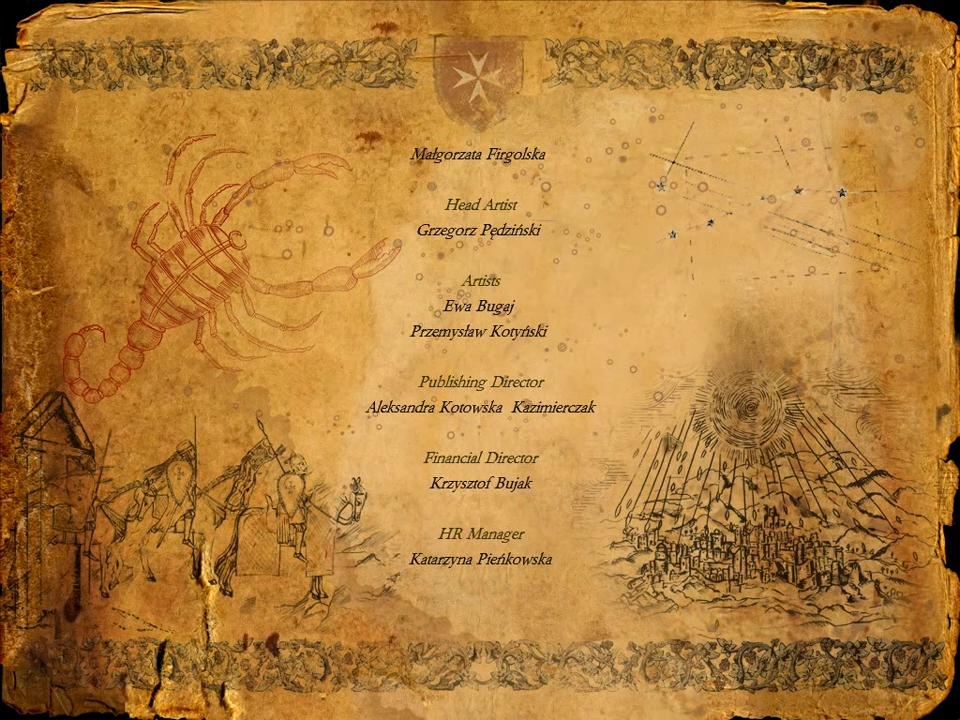 Małgorzata Firgolska
Head Artist
Grzegorz Pędziński
Artists
Ewa Bugaj
Przemysław Kotyński
Publishing Director
Aleksandra Kotowska Kazimierczak
Financial Director
Krzysztof Bujak
HR Manager
Katarzyna Pieńkowska